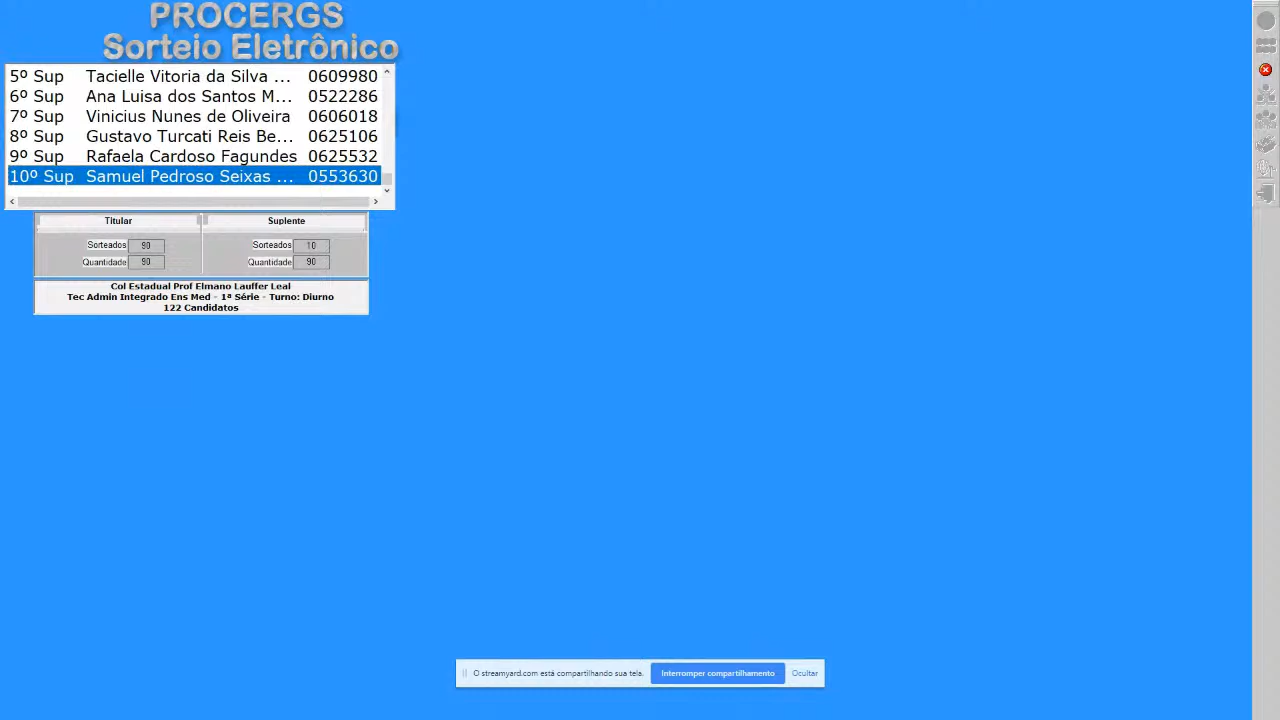 PROCERGS
Sorteio Eletrônico
5º Sup Tacielle Vitoria da Silva ... 0609980
6º Sup Ana Luisa dos Santos M... 0522286
7º Sup Vinicius Nunes de Oliveira 0606018
8º Sup Gustavo Turcati Reis Be... 0625106
9º Sup Rafaela Cardoso Fagundes 0625532
10º Sup Samuel Pedroso Seixas ... 0553630
Titular Suplente
Sorteados 90 Sorteados 10
Quantidade 90 Quantidade 90
Col Estadual Prof Elmano Lauffer Leal
Tec Admin Integrado Ens Med - 1ª Série - Turno: Diurno
122 Candidatos
O streamyard.com está compartilhando sua tela. Interromper compartilhamento Ocultar